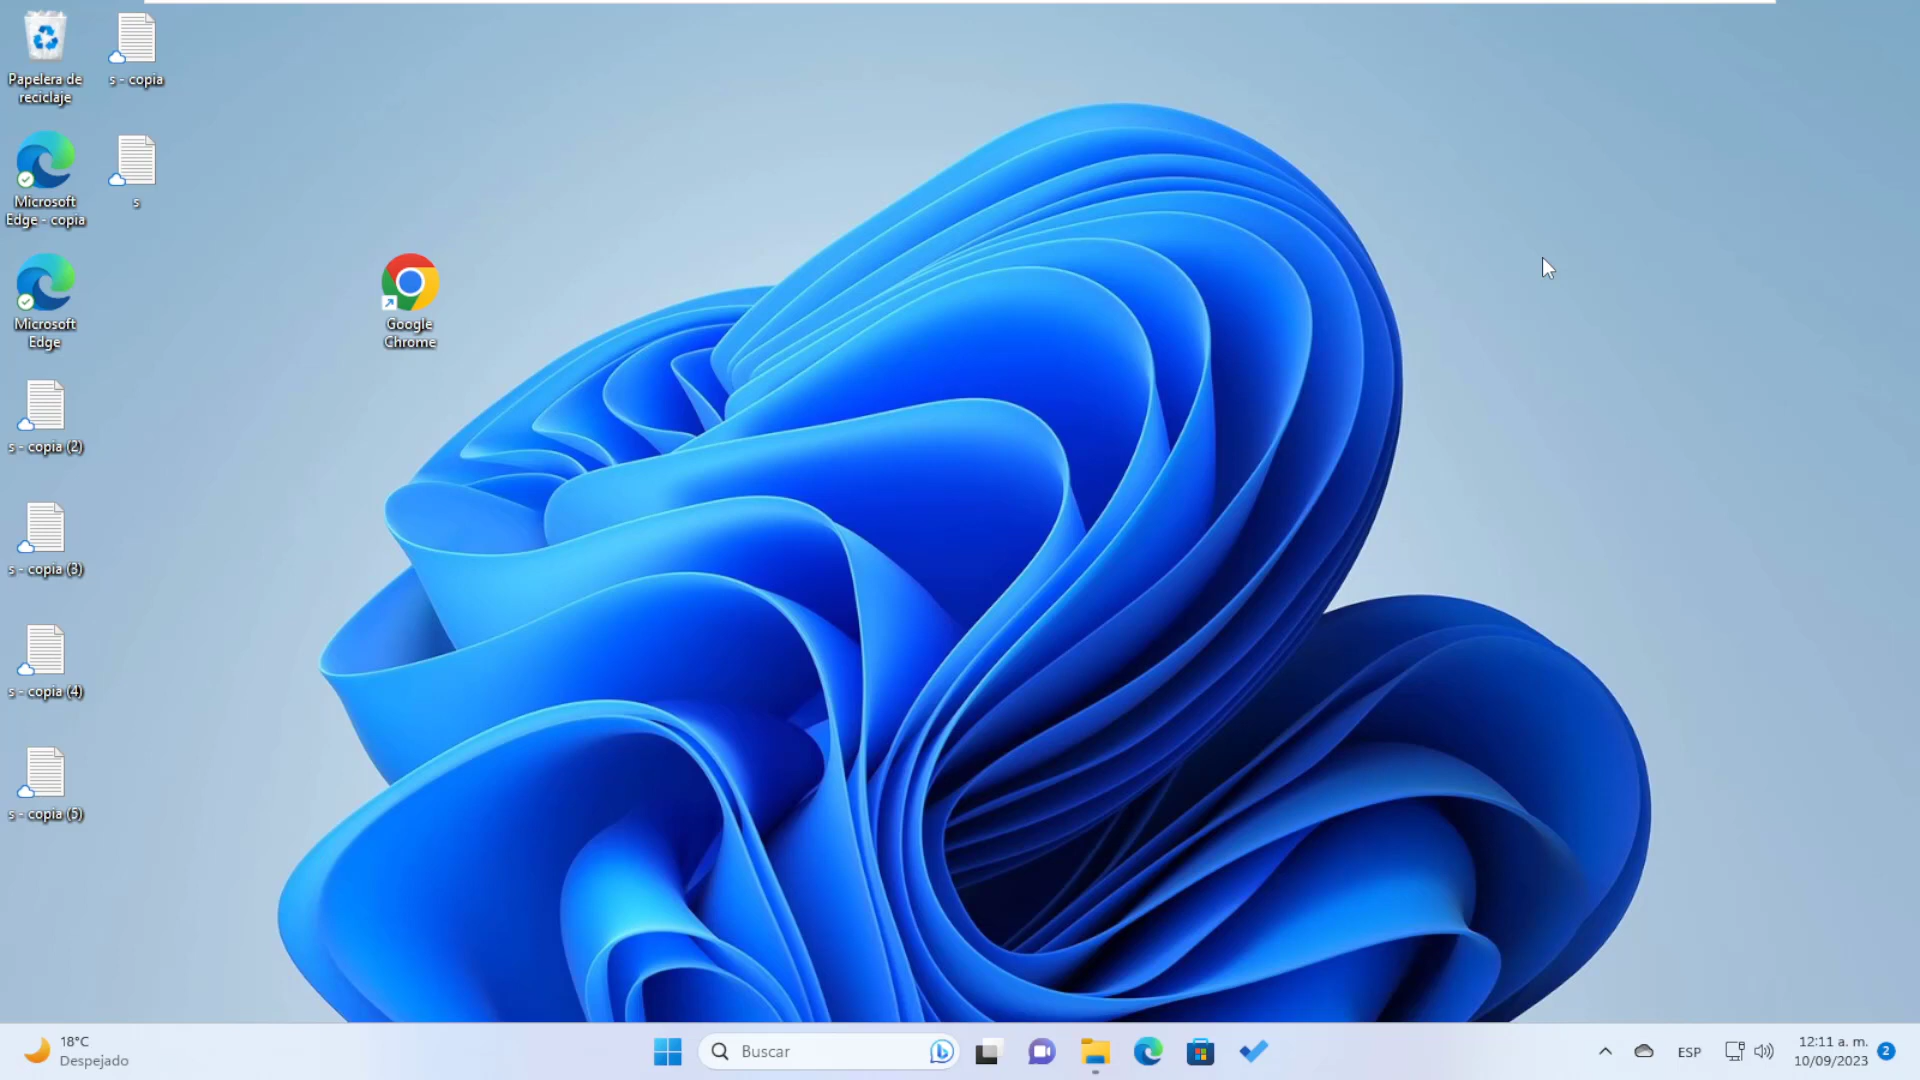 Papelera de
reciclaje
s - copia
Microsoft
Edge - copia
s
Microsoft
Edge
Google
Chrome
s - copia (2)
s - copia (3)
s - copia (4)
s - copia (5)
18°C
Despejado
Buscar
ESP
12:11 a. m.
10/09/2023
2